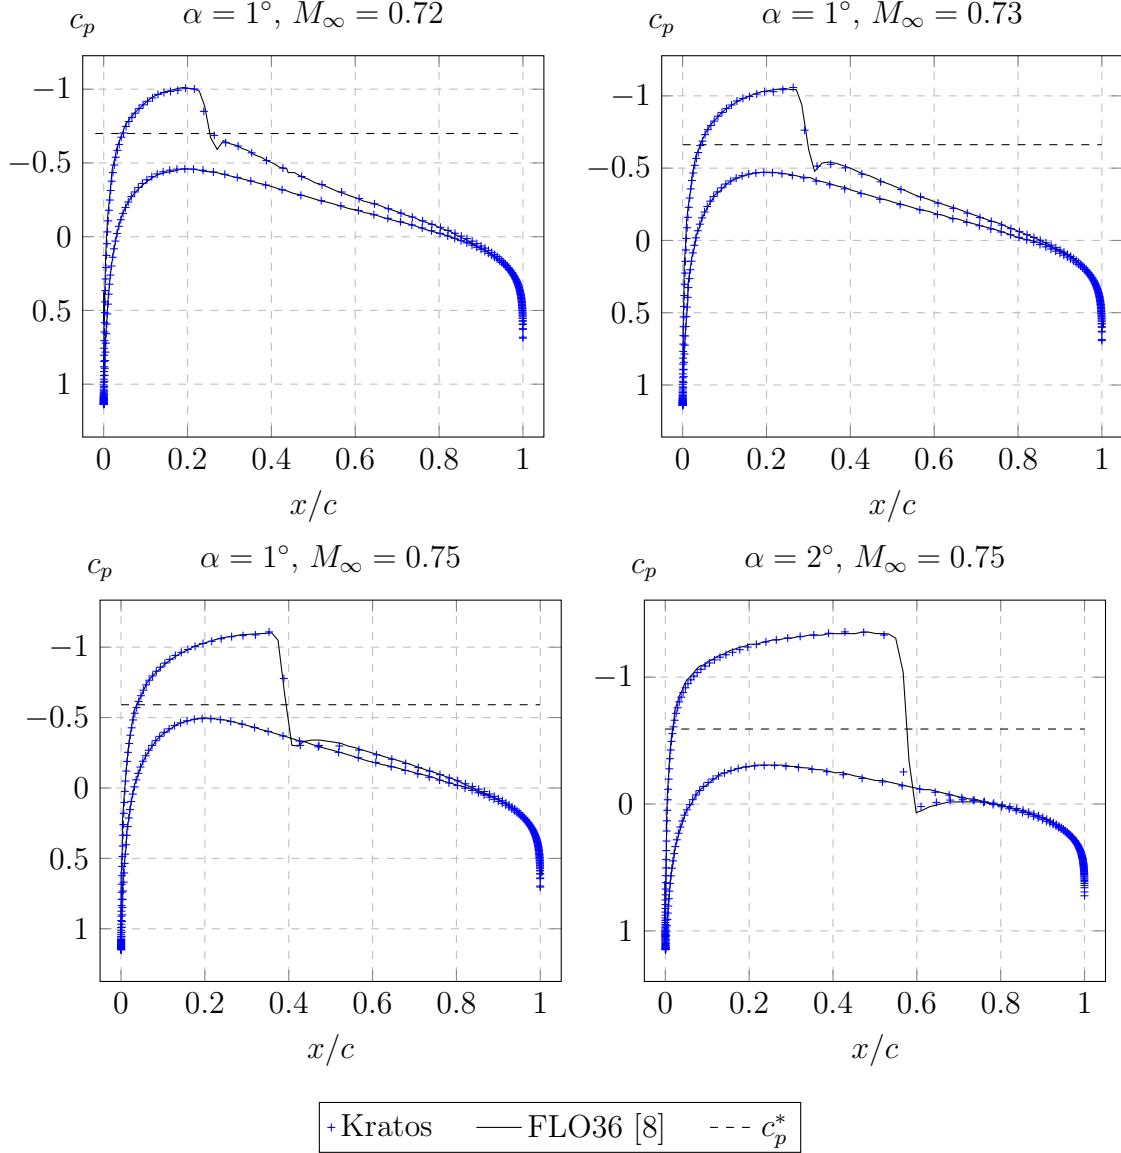 α = 1°, M∞ = 0.72
c_p
−1
−0.5
0
0.5
1
0 0.2 0.4 0.6 0.8 1
x/c
α = 1°, M∞ = 0.73
c_p
−1
−0.5
0
0.5
1
0 0.2 0.4 0.6 0.8 1
x/c
α = 1°, M∞ = 0.75
c_p
−1
−0.5
0
0.5
1
0 0.2 0.4 0.6 0.8 1
x/c
α = 2°, M∞ = 0.75
c_p
−1
0
1
0 0.2 0.4 0.6 0.8 1
x/c
Kratos FLO36 [8] c_p^*